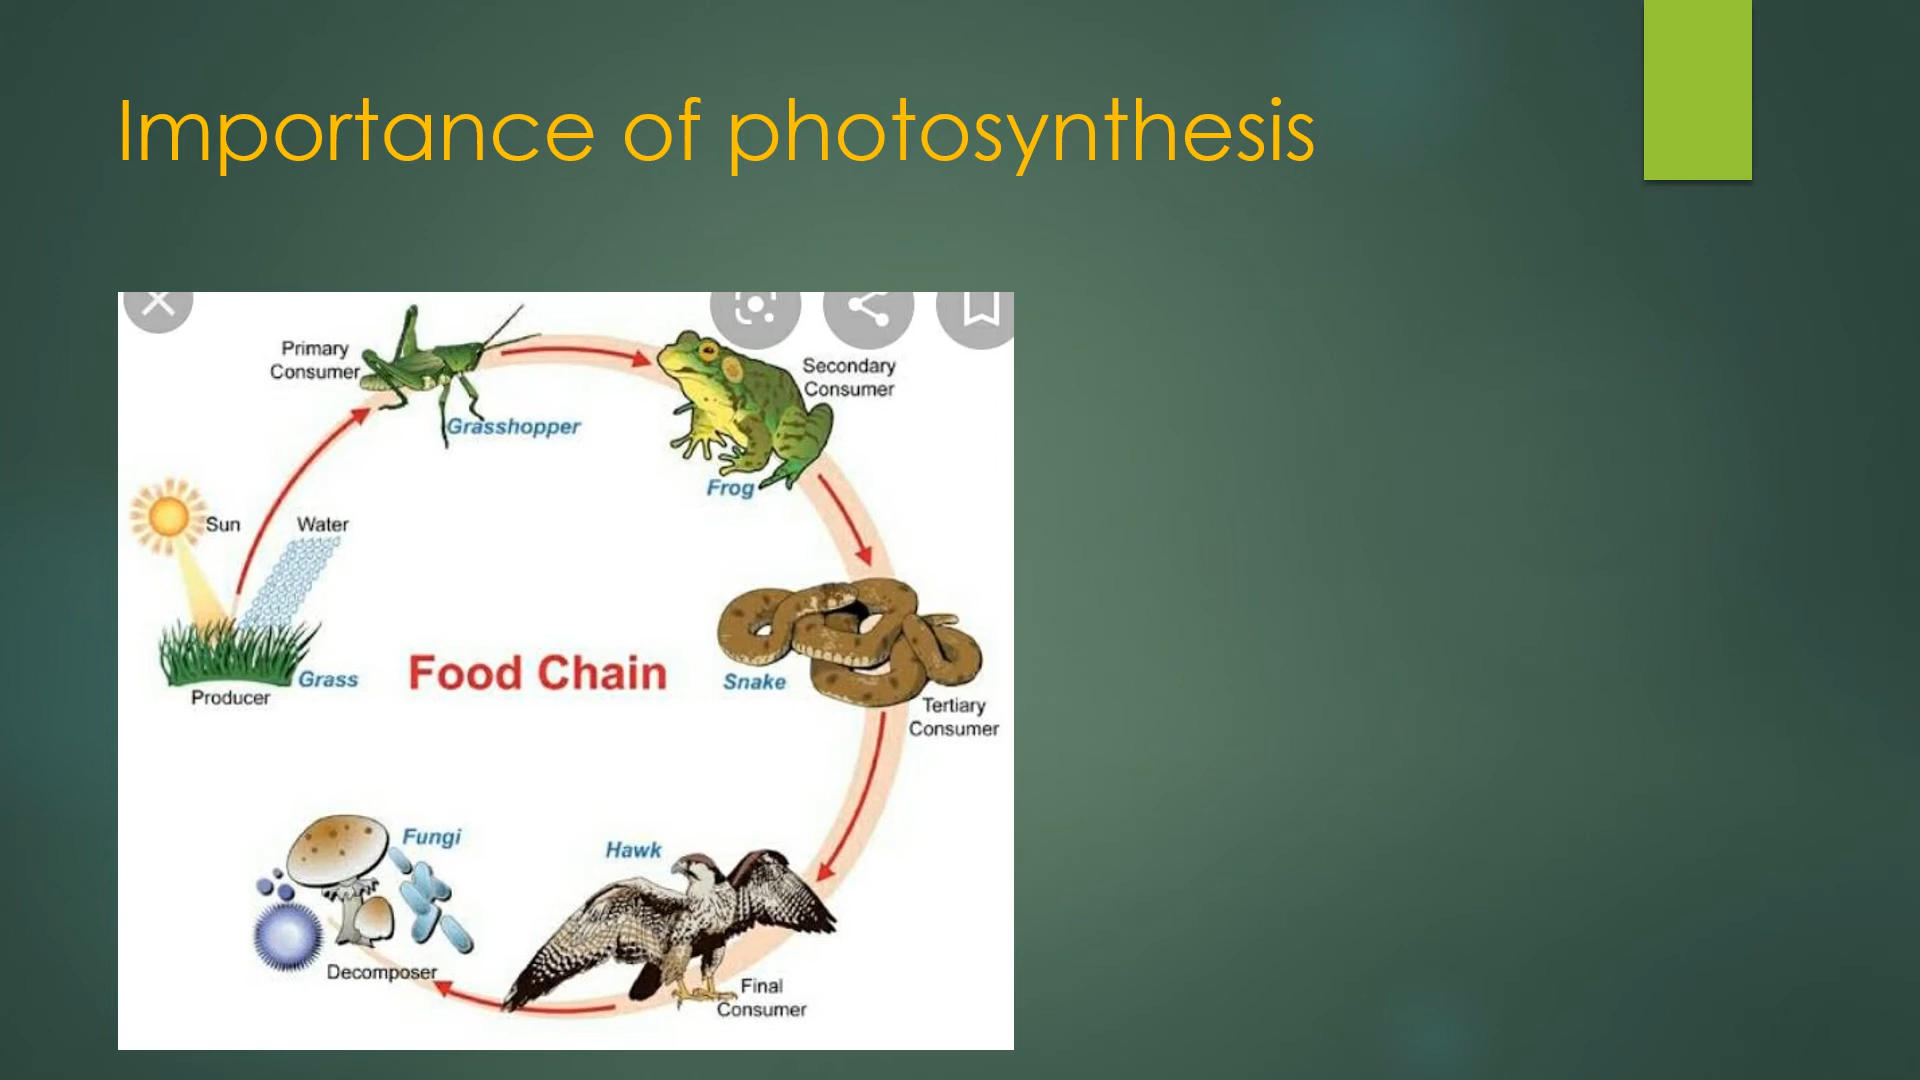 Importance of photosynthesis
Primary
Consumer
Grasshopper
Secondary
Consumer
Frog
Sun
Water
Grass
Producer
Food Chain
Snake
Tertiary
Consumer
Fungi
Decomposer
Hawk
Final
Consumer